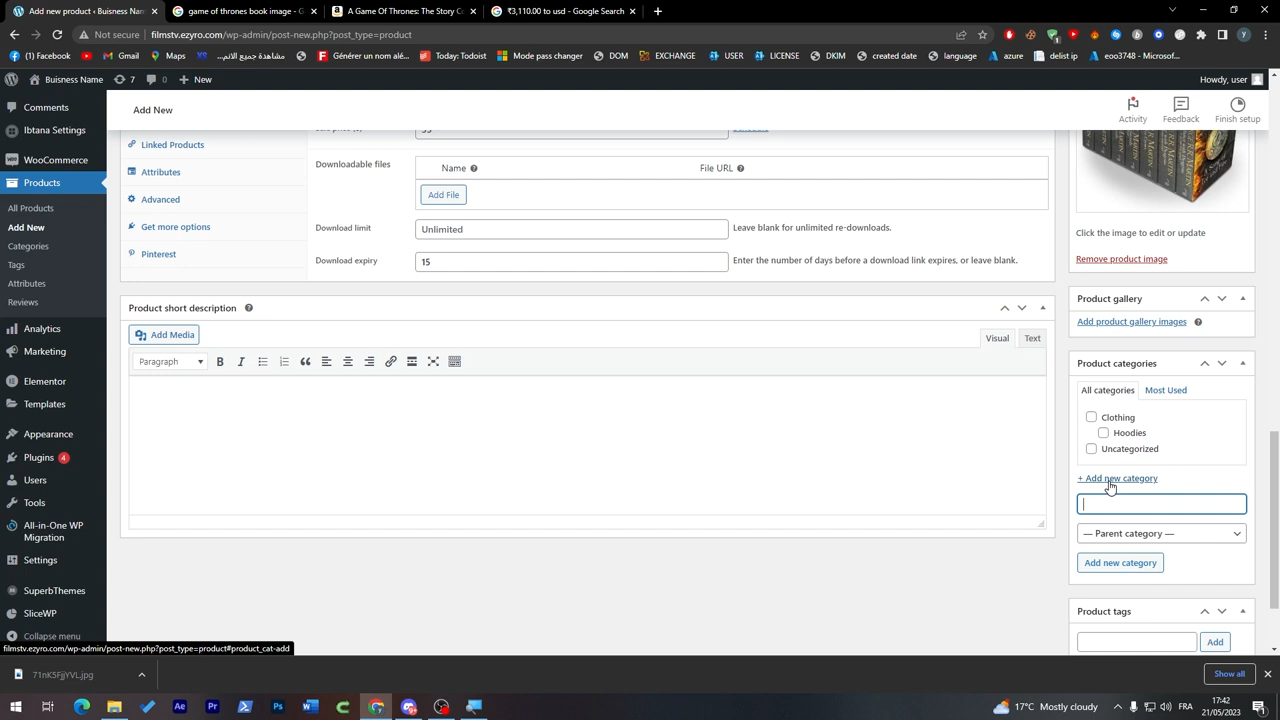 Add New product ‹ Buisness Na
game of thrones book image - G
A Game Of Thrones: The Story C
₹3,110.00 to usd - Google Search
Not secure
filmstv.ezyro.com/wp-admin/post-new.php?post_type=product
(1) Facebook
Gmail
Maps
Générer un nom alé...
Today: Todoist
Mode pass changer
DOM
EXCHANGE
USER
LICENSE
DKIM
created date
language
azure
delist ip
eoo3748 - Microsof...
Buisness Name
7
0
New
Howdy, user
Comments
Ibtana Settings
WooCommerce
Products
All Products
Add New
Categories
Tags
Attributes
Reviews
Analytics
Marketing
Elementor
Templates
Appearance
Plugins 4
Users
Tools
All-in-One WP
Migration
Settings
SuperbThemes
SliceWP
Collapse menu
Add New
Activity
Feedback
Finish setup
Linked Products
Attributes
Advanced
Get more options
Pinterest
Downloadable files
Name
File URL
Add File
Download limit
Unlimited
Leave blank for unlimited re-downloads.
Download expiry
15
Enter the number of days before a download link expires, or leave blank.
Product short description
Add Media
Visual
Text
Paragraph
Click the image to edit or update
Remove product image
Product gallery
Add product gallery images
Product categories
All categories
Most Used
Clothing
Hoodies
Uncategorized
+ Add new category
— Parent category —
Add new category
Product tags
Add
filmstv.ezyro.com/wp-admin/post-new.php?post_type=product#product_cat-add
71nK5FjjYVL.jpg
Show all
17°C Mostly cloudy
FRA
17:42
21/05/2023